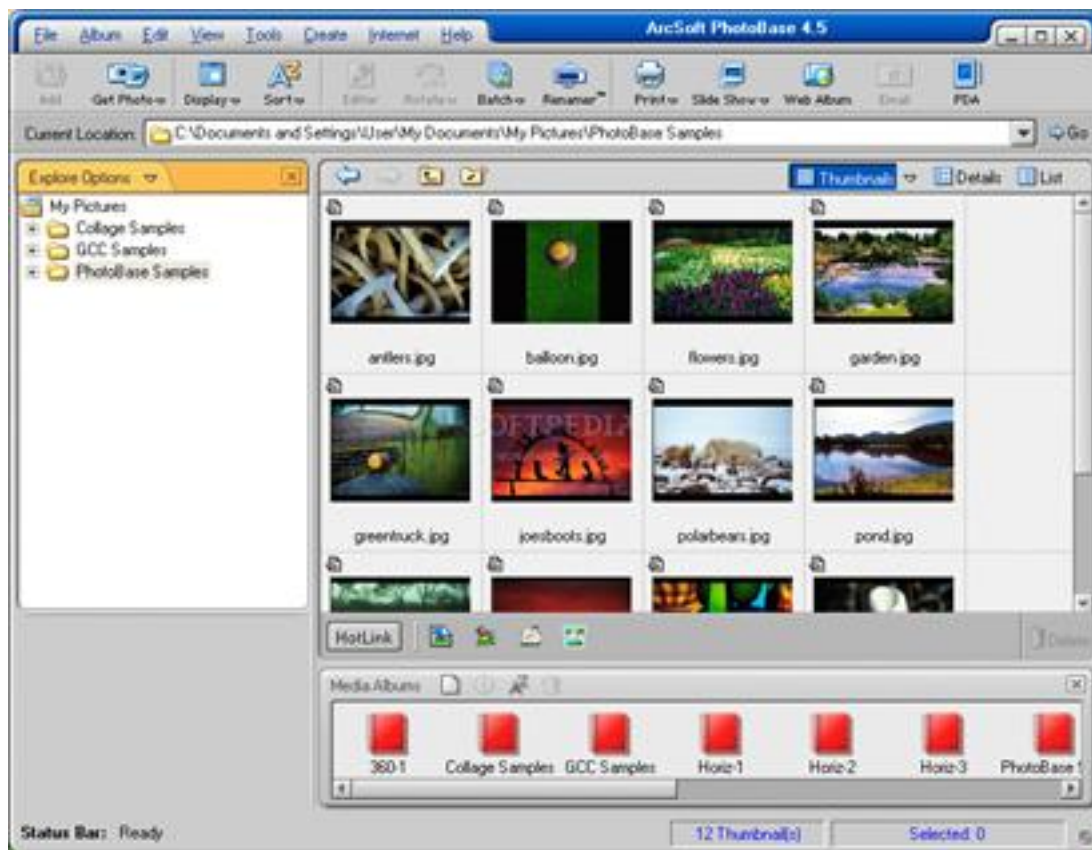 File Album Edit View Tools Create Internet Help ArcSoft PhotoBase 4.5
Add Get Photo Display Sort Editor Rotate Batch Renamer™ Print Slide Show Web Album Email PDA
Current Location: C:\Documents and Settings\User\My Documents\My Pictures\PhotoBase Samples Go
Explore Options Thumbnails Details List
My Pictures
Collage Samples
GCC Samples
PhotoBase Samples
antlers.jpg balloon.jpg flowers.jpg garden.jpg
SOFTPEDIA
greentruck.jpg joesboots.jpg polarbears.jpg pond.jpg
HotLink Delete
Media Albums
360-1 Collage Samples GCC Samples Horiz-1 Horiz-2 Horiz-3 PhotoBase S
Status Bar: Ready 12 Thumbnail(s) Selected: 0